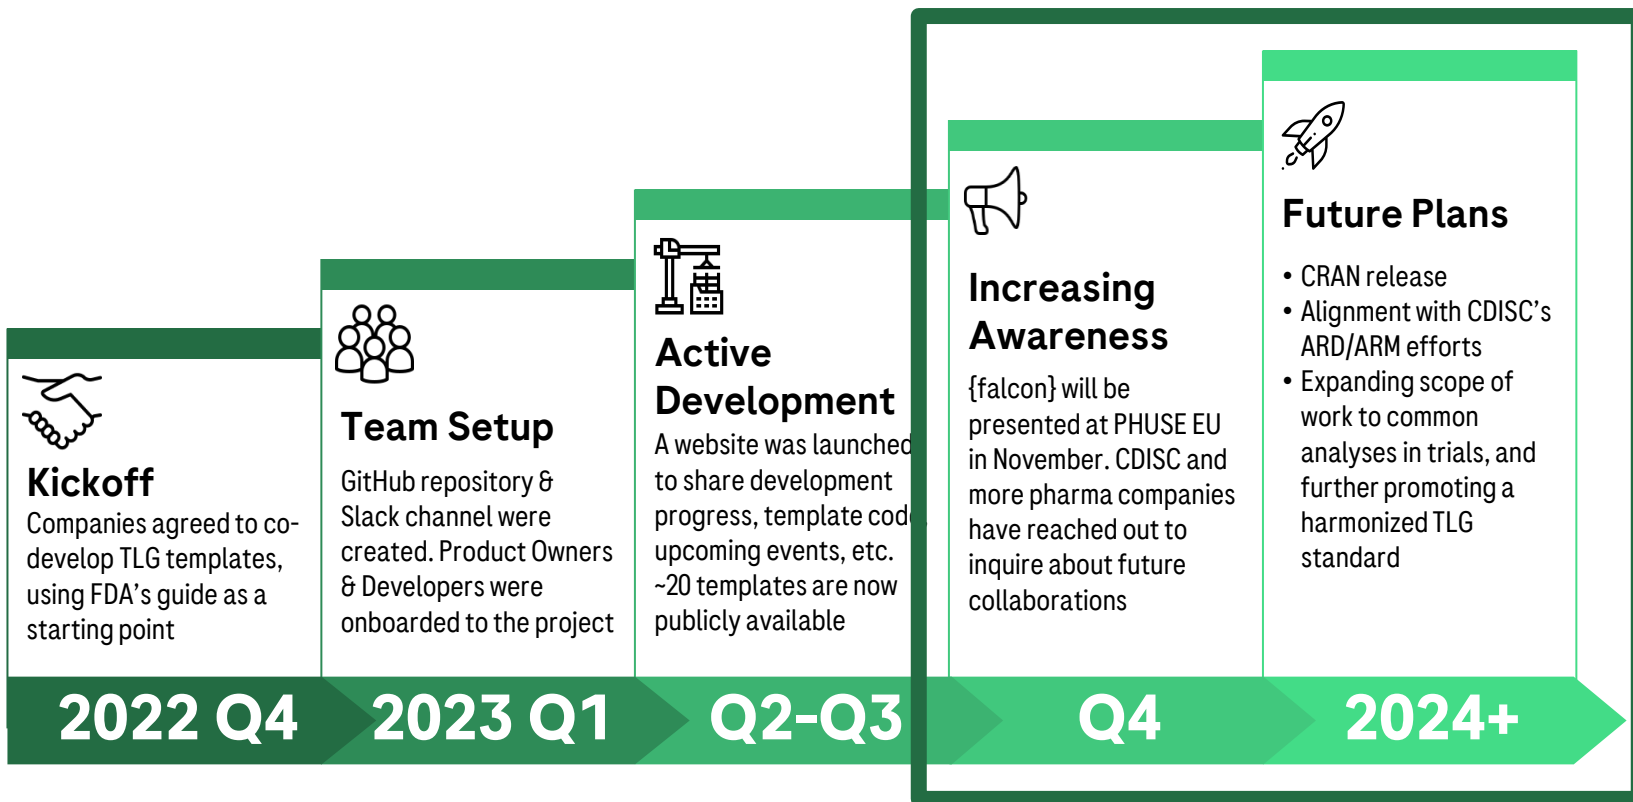 Kickoff
Companies agreed to co-
develop TLG templates,
using FDA's guide as a
starting point
2022 Q4
Team Setup
GitHub repository &
Slack channel were
created. Product Owners
& Developers were
onboarded to the project
2023 Q1
Active
Development
A website was launched
to share development
progress, template code,
upcoming events, etc.
~20 templates are now
publicly available
Q2-Q3
Increasing
Awareness
{falcon} will be
presented at PHUSE EU
in November. CDISC and
more pharma companies
have reached out to
inquire about future
collaborations
Q4
Future Plans
• CRAN release
• Alignment with CDISC's
ARD/ARM efforts
• Expanding scope of
work to common
analyses in trials, and
further promoting a
harmonized TLG
standard
2024+